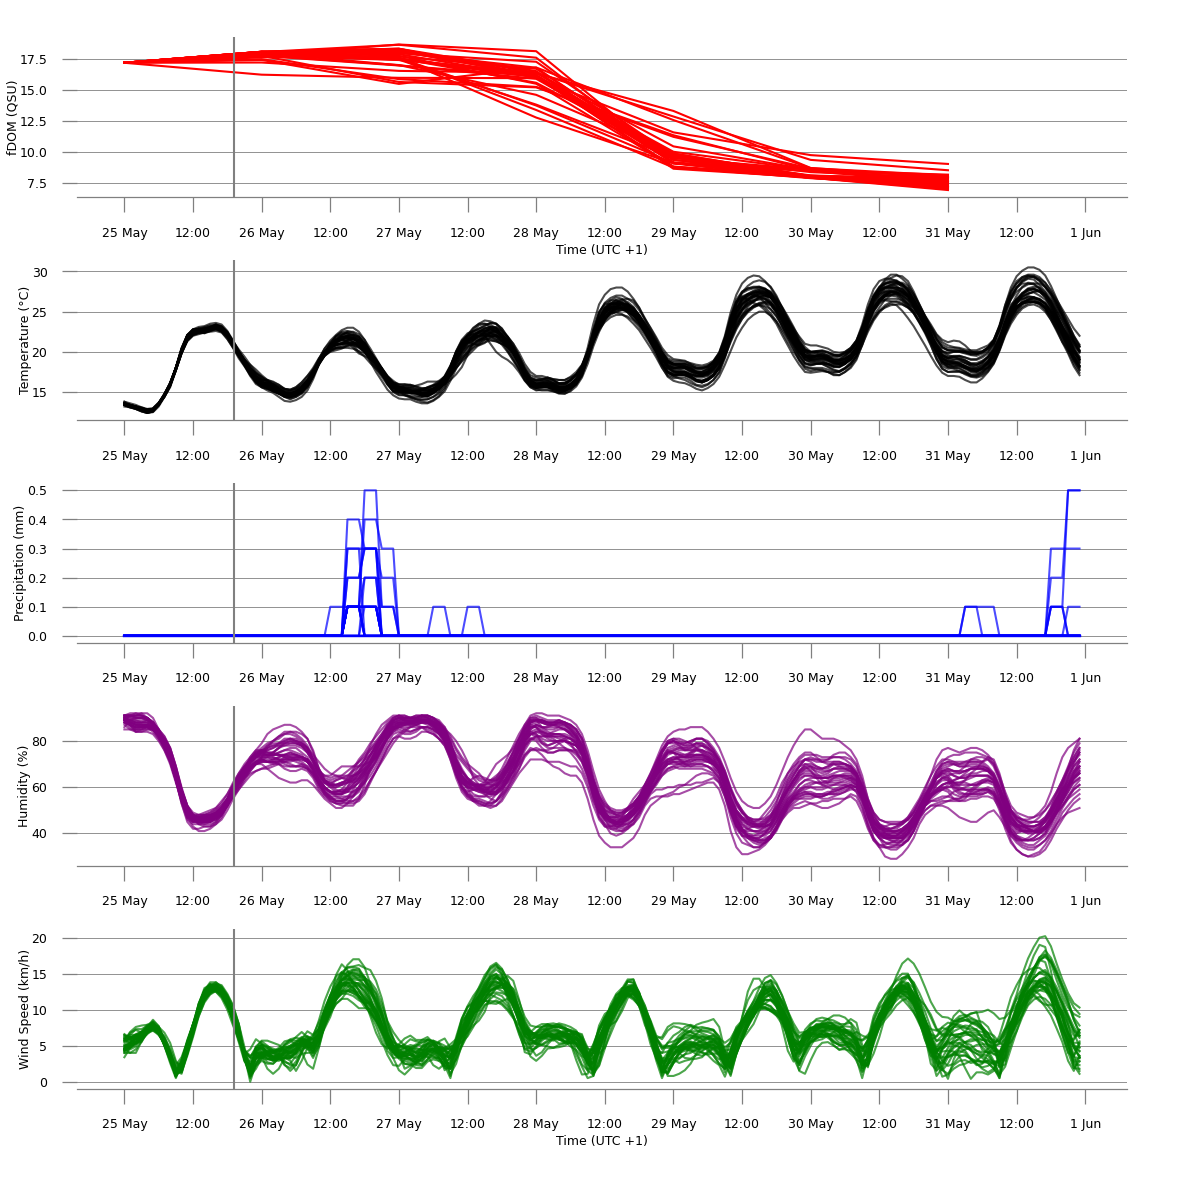 fDOM (QSU)
17.5
15.0
12.5
10.0
7.5
25 May 12:00 26 May 12:00 27 May 12:00 28 May 12:00 29 May 12:00 30 May 12:00 31 May 12:00 1 Jun
Time (UTC +1)
Temperature (°C)
30
25
20
15
25 May 12:00 26 May 12:00 27 May 12:00 28 May 12:00 29 May 12:00 30 May 12:00 31 May 12:00 1 Jun
Precipitation (mm)
0.5
0.4
0.3
0.2
0.1
0.0
25 May 12:00 26 May 12:00 27 May 12:00 28 May 12:00 29 May 12:00 30 May 12:00 31 May 12:00 1 Jun
Humidity (%)
80
60
40
25 May 12:00 26 May 12:00 27 May 12:00 28 May 12:00 29 May 12:00 30 May 12:00 31 May 12:00 1 Jun
Wind Speed (km/h)
20
15
10
5
0
25 May 12:00 26 May 12:00 27 May 12:00 28 May 12:00 29 May 12:00 30 May 12:00 31 May 12:00 1 Jun
Time (UTC +1)